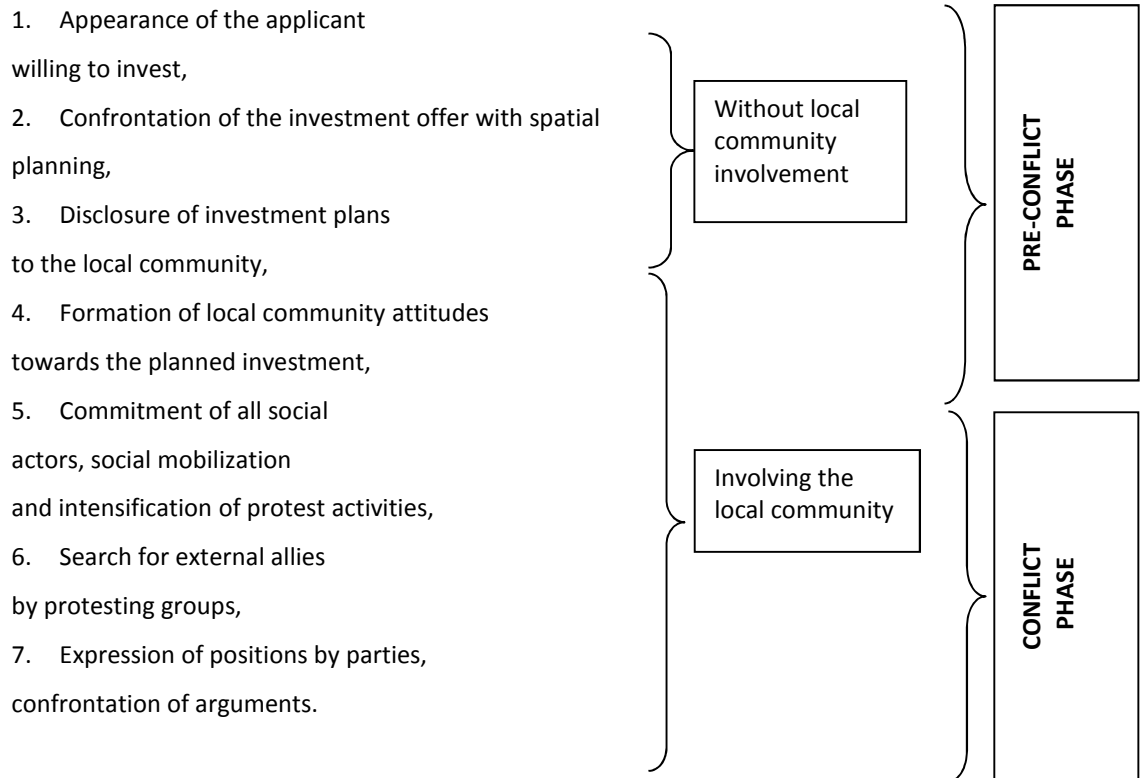 1. Appearance of the applicant
willing to invest,
2. Confrontation of the investment offer with spatial
planning,
3. Disclosure of investment plans
to the local community,
4. Formation of local community attitudes
towards the planned investment,
5. Commitment of all social
actors, social mobilization
and intensification of protest activities,
6. Search for external allies
by protesting groups,
7. Expression of positions by parties,
confrontation of arguments.
Without local
community
involvement
Involving the
local community
PRE-CONFLICT
PHASE
CONFLICT
PHASE